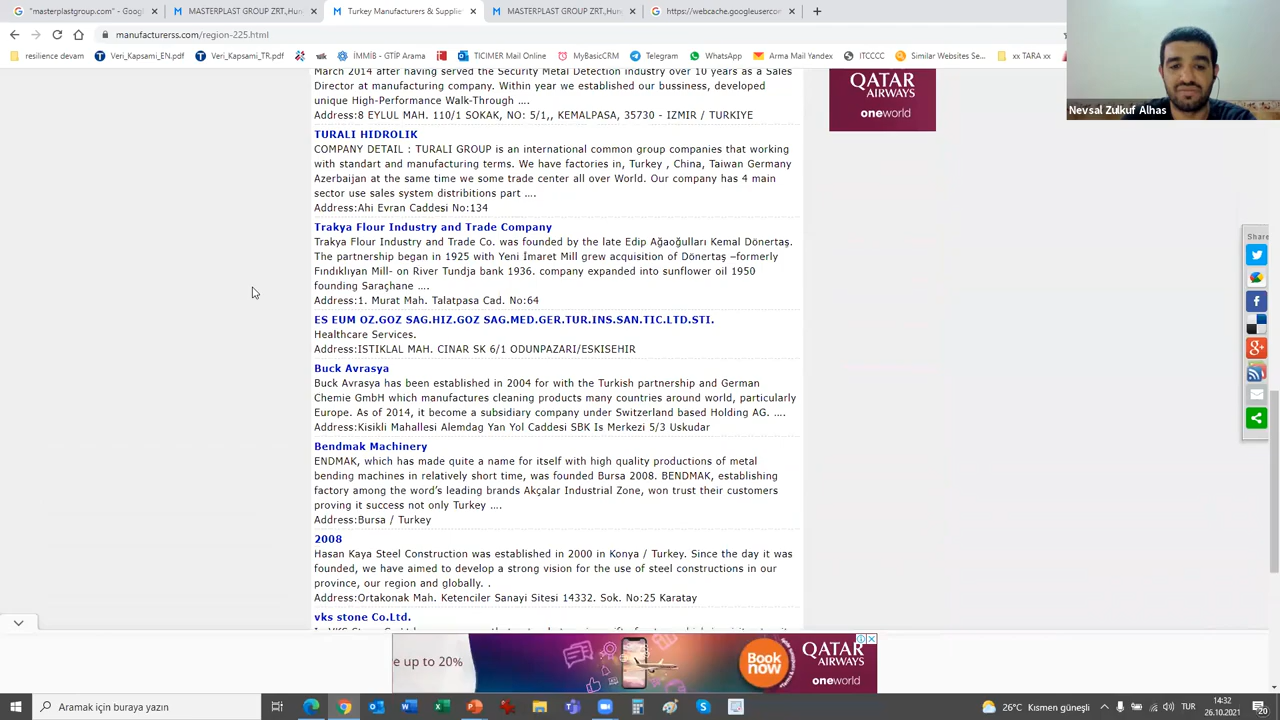 "masterplastgroup.com" - Googl
MASTERPLAST GROUP ZRT.,Hun
Turkey Manufacturers & Supplie
MASTERPLAST GROUP ZRT.,Hun
https://webcache.googleusercon
manufacturerss.com/region-225.html
resilience devam
Veri_Kapsami_EN.pdf
Veri_Kapsami_TR.pdf
İMMİB - GTİP Arama
TICIMER Mail Online
MyBasicCRM
Telegram
WhatsApp
Arma Mail Yandex
ITCCCC
Similar Websites Se...
xx TARA xx
Nevsal Zulkuf Alhas
March 2014 after having served the Security Metal Detection Industry over 10 years as a Sales
Director at manufacturing company. Within year we established our bussiness, developed
unique High-Performance Walk-Through ....
Address:8 EYLUL MAH. 110/1 SOKAK, NO: 5/1,, KEMALPASA, 35730 - IZMIR / TURKIYE
TURALI HIDROLIK
COMPANY DETAIL : TURALI GROUP is an international common group companies that working
with standart and manufacturing terms. We have factories in, Turkey , China, Taiwan Germany
Azerbaijan at the same time we some trade center all over World. Our company has 4 main
sector use sales system distribitions part ....
Address:Ahi Evran Caddesi No:134
Trakya Flour Industry and Trade Company
Trakya Flour Industry and Trade Co. was founded by the late Edip Ağaoğulları Kemal Dönertaş.
The partnership began in 1925 with Yeni İmaret Mill grew acquisition of Dönertaş –formerly
Fındıklıyan Mill- on River Tundja bank 1936. company expanded into sunflower oil 1950
founding Saraçhane ....
Address:1. Murat Mah. Talatpasa Cad. No:64
ES EUM OZ.GOZ SAG.HIZ.GOZ SAG.MED.GER.TUR.INS.SAN.TIC.LTD.STI.
Healthcare Services.
Address:ISTIKLAL MAH. CINAR SK 6/1 ODUNPAZARI/ESKISEHIR
Buck Avrasya
Buck Avrasya has been established in 2004 for with the Turkish partnership and German
Chemie GmbH which manufactures cleaning products many countries around world, particularly
Europe. As of 2014, it become a subsidiary company under Switzerland based Holding AG. ....
Address:Kisikli Mahallesi Alemdag Yan Yol Caddesi SBK Is Merkezi 5/3 Uskudar
Bendmak Machinery
ENDMAK, which has made quite a name for itself with high quality productions of metal
bending machines in relatively short time, was founded Bursa 2008. BENDMAK, establishing
factory among the word's leading brands Akçalar Industrial Zone, won trust their customers
proving it success not only Turkey ....
Address:Bursa / Turkey
2008
Hasan Kaya Steel Construction was established in 2000 in Konya / Turkey. Since the day it was
founded, we have aimed to develop a strong vision for the use of steel constructions in our
province, our region and globally. .
Address:Ortakonak Mah. Ketenciler Sanayi Sitesi 14332. Sok. No:25 Karatay
vks stone Co.Ltd.
QATAR
AIRWAYS
oneworld
Share
e up to 20%
Book
now
QATAR
AIRWAYS
oneworld
Aramak için buraya yazın
26°C Kısmen güneşli
TUR
14:32
26.10.2021
20